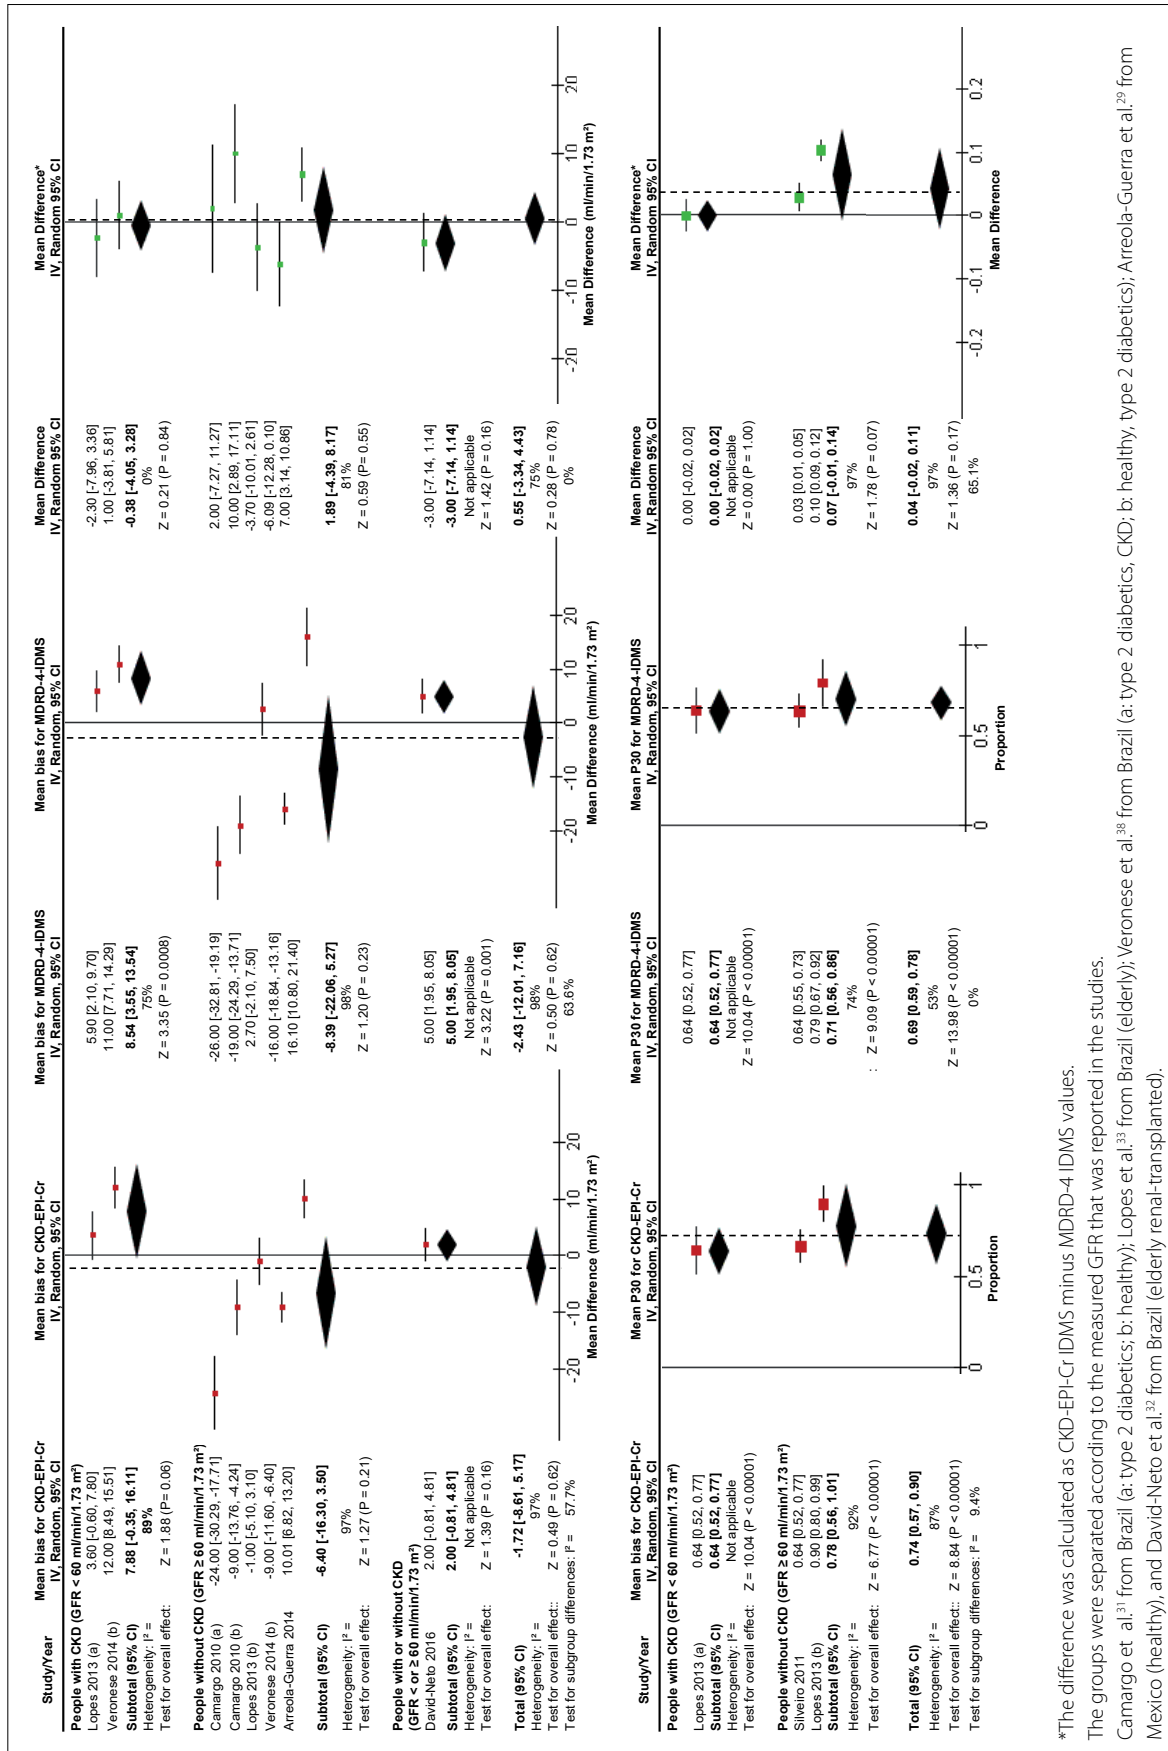 Study/Year Mean bias for CKD-EPI-Cr Mean bias for CKD-EPI-Cr Mean bias for MDRD-4-IDMS Mean bias for MDRD-4-IDMS Mean Difference Mean Difference*
IV, Random, 95% CI IV, Random, 95% CI IV, Random, 95% CI IV, Random, 95% CI IV, Random 95% CI IV, Random 95% CI
People with CKD (GFR < 60 ml/min/1.73 m²)
Lopes 2013 (a) 3.60 [-0.60, 7.80] 5.90 [2.10, 9.70] -2.30 [-7.96, 3.36]
Veronese 2014 (b) 12.00 [8.49, 15.51] 11.00 [7.71, 14.29] 1.00 [-3.81, 5.81]
Subtotal (95% CI) 7.88 [-0.35, 16.11] 8.54 [3.55, 13.54] -0.38 [-4.05, 3.28]
Heterogeneity: I² = 89% 75% 0%
Test for overall effect: Z = 1.88 (P = 0.06) Z = 3.35 (P = 0.0008) Z = 0.21 (P = 0.84)
People without CKD (GFR ≥ 60 ml/min/1.73 m²)
Camargo 2010 (a) -24.00 [-30.29, -17.71] -26.00 [-32.81, -19.19] 2.00 [-7.27, 11.27]
Camargo 2010 (b) -9.00 [-13.76, -4.24] -19.00 [-24.29, -13.71] 10.00 [2.89, 17.11]
Lopes 2013 (b) -1.00 [-5.10, 3.10] 2.70 [-2.10, 7.50] -3.70 [-10.01, 2.61]
Veronese 2014 (b) -9.00 [-11.60, -6.40] -16.00 [-18.84, -13.16] -6.09 [-12.28, 0.10]
Arreola-Guerra 2014 10.01 [6.82, 13.20] 16.10 [10.80, 21.40] 7.00 [3.14, 10.86]
Subtotal (95% CI) -6.40 [-16.30, 3.50] -8.39 [-22.06, 5.27] 1.89 [-4.39, 8.17]
Heterogeneity: I² = 97% 98% 81%
Test for overall effect: Z = 1.27 (P = 0.21) Z = 1.20 (P = 0.23) Z = 0.59 (P= 0.55)
People with or without CKD
(GFR < or ≥ 60 ml/min/1.73 m²)
David-Neto 2016 2.00 [-0.81, 4.81] 5.00 [1.95, 8.05] -3.00 [-7.14, 1.14]
Subtotal (95% CI) 2.00 [-0.81, 4.81] 5.00 [1.95, 8.05] -3.00 [-7.14, 1.14]
Heterogeneity: I² = Not applicable Not applicable Not applicable
Test for overall effect: Z = 1.39 (P = 0.16) Z = 3.22 (P = 0.001) Z = 1.42 (P = 0.16)
Total (95% CI) -1.72 [-8.61, 5.17] -2.43 [-12.01, 7.16] 0.55 [-3.34, 4.43]
Heterogeneity: I² = 97% 98% 75%
Test for overall effect:: Z = 0.49 (P = 0.62) Z = 0.50 (P = 0.62) Z = 0.28 (P = 0.78)
Test for subgroup differences: I² = 57.7% 63.6% 0%
-20 -10 0 10 20 -20 -10 0 10 20 -20 -10 0 10 20
Mean Difference (ml/min/1.73 m²) Mean Difference (ml/min/1.73 m²) Mean Difference (ml/min/1.73 m²)
Study/Year Mean bias for CKD-EPI-Cr Mean P30 for CKD-EPI-Cr Mean P30 for MDRD-4-IDMS Mean P30 for MDRD-4-IDMS Mean Difference Mean Difference*
IV, Random, 95% CI IV, Random, 95% CI IV, Random, 95% CI IV, Random, 95% CI IV, Random 95% CI IV, Random 95% CI
People with CKD (GFR < 60 ml/min/1.73 m²)
Lopes 2013 (a) 0.64 [0.52, 0.77] 0.64 [0.52, 0.77] 0.00 [-0.02, 0.02]
Subtotal (95% CI) 0.64 [0.52, 0.77] 0.64 [0.52, 0.77] 0.00 [-0.02, 0.02]
Heterogeneity: I² = Not applicable Not applicable Not applicable
Test for overall effect: Z = 10.04 (P < 0.00001) Z = 10.04 (P < 0.00001) Z = 0.00 (P = 1.00)
People without CKD (GFR ≥ 60 ml/min/1.73 m²)
Silveiro 2011 0.64 [0.52, 0.77] 0.64 [0.55, 0.73] 0.03 [0.01, 0.05]
Lopes 2013 (b) 0.90 [0.80, 0.99] 0.79 [0.67, 0.92] 0.10 [0.09, 0.12]
Subtotal (95% CI) 0.78 [0.56, 1.01] 0.71 [0.56, 0.86] 0.07 [-0.01, 0.14]
Heterogeneity: I² = 92% 74% 97%
Test for overall effect: Z = 6.77 (P < 0.00001) : Z = 9.09 (P < 0.00001) Z = 1.78 (P = 0.07)
Total (95% CI) 0.74 [0.57, 0.90] 0.69 [0.59, 0.78] 0.04 [-0.02, 0.11]
Heterogeneity: I² = 87% 53% 97%
Test for overall effect:: Z = 8.84 (P < 0.00001) Z = 13.98 (P < 0.00001) Z = 1.36 (P = 0.17)
Test for subgroup differences: I² = 9.4% 0% 65.1%
0 0.5 1 0 0.5 1 -0.2 -0.1 0 0.1 0.2
Proportion Proportion Mean Difference
*The difference was calculated as CKD-EPI-Cr IDMS minus MDRD-4 IDMS values.
The groups were separated according to the measured GFR that was reported in the studies.
Camargo et al.³¹ from Brazil (a: type 2 diabetics; b: healthy); Lopes et al.³³ from Brazil (elderly); Veronese et al.³⁸ from Brazil (a: type 2 diabetics, CKD; b: healthy, type 2 diabetics); Arreola-Guerra et al.²⁹ from
Mexico (healthy), and David-Neto et al.³² from Brazil (elderly renal-transplanted).